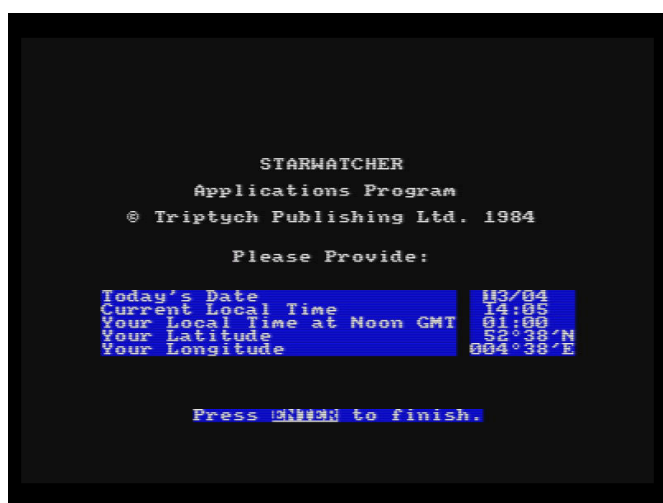 STARWATCHER
Applications Program
© Triptych Publishing Ltd. 1984
Please Provide:
Today's Date 03/04
Current Local Time 14:05
Your Local Time at Noon GMT 01:00
Your Latitude 52°38′N
Your Longitude 004°38′E
Press ENTER to finish.